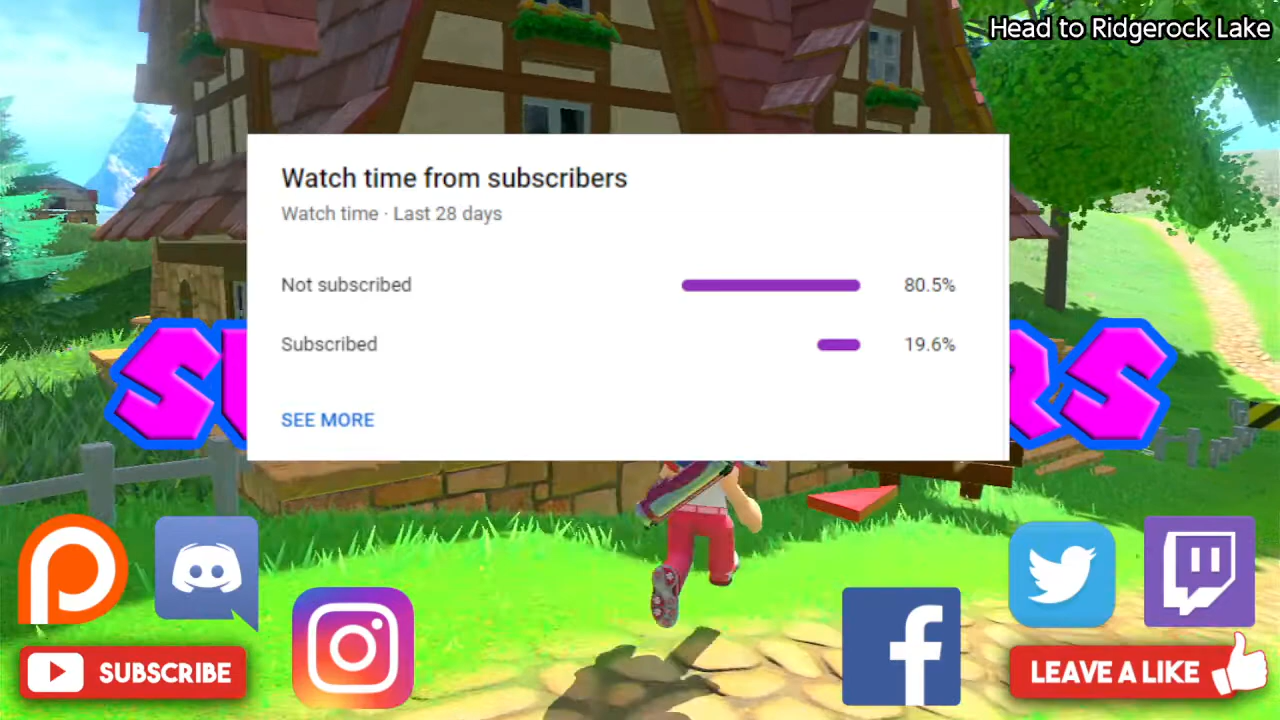 Head to Ridgerock Lake
Watch time from subscribers
Watch time · Last 28 days
Not subscribed 80.5%
Subscribed 19.6%
SEE MORE
SUBSCRIBE
LEAVE A LIKE